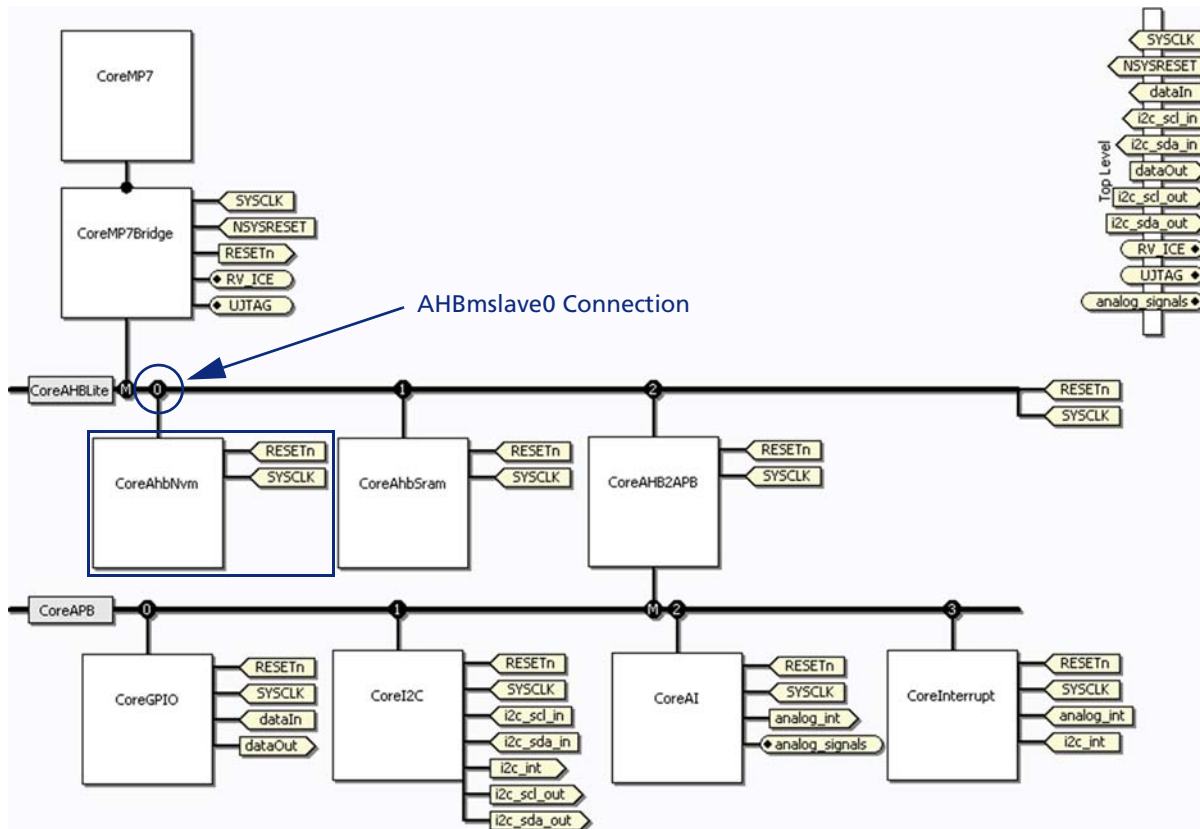 CoreMP7
SYSCLK
NSYSRESET
dataIn
i2c_scl_in
i2c_sda_in
dataOut
i2c_scl_out
i2c_sda_out
RV_ICE
UJTAG
analog_signals
Top Level
CoreMP7Bridge
SYSCLK
NSYSRESET
RESETn
RV_ICE
UJTAG
AHBmslave0 Connection
CoreAHBLite
M
0
1
2
RESETn
SYSCLK
CoreAhbNvm
RESETn
SYSCLK
CoreAhbSram
RESETn
SYSCLK
CoreAHB2APB
RESETn
SYSCLK
CoreAPB
0
1
M
2
3
CoreGPIO
RESETn
SYSCLK
dataIn
dataOut
CoreI2C
RESETn
SYSCLK
i2c_scl_in
i2c_sda_in
i2c_int
i2c_scl_out
i2c_sda_out
CoreAI
RESETn
SYSCLK
analog_int
analog_signals
CoreInterrupt
RESETn
SYSCLK
analog_int
i2c_int